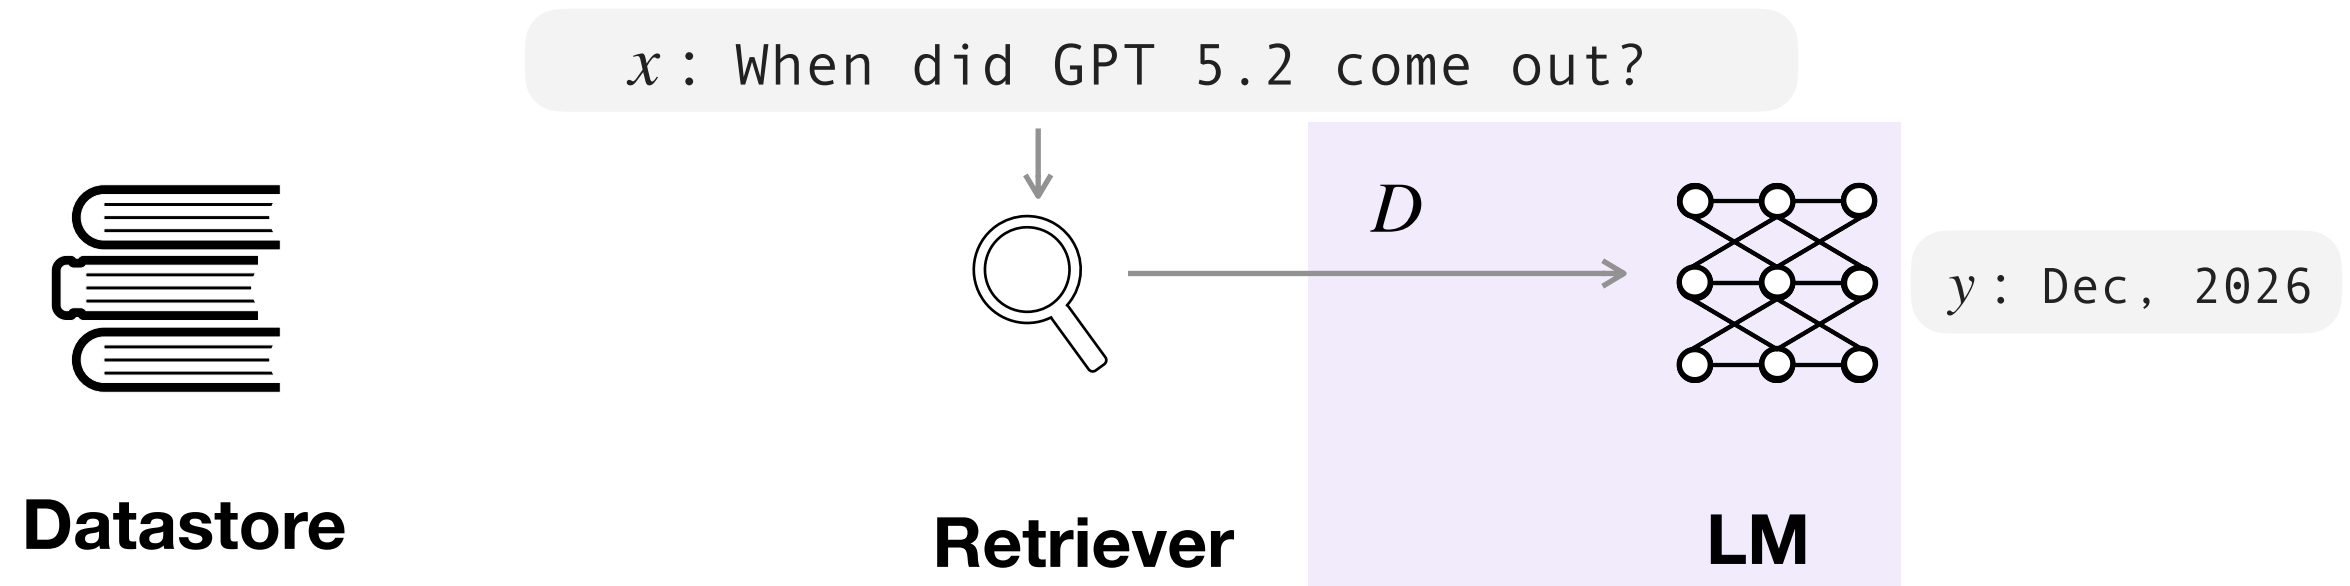 x: When did GPT 5.2 come out?
D
y: Dec, 2026
Datastore
Retriever
LM